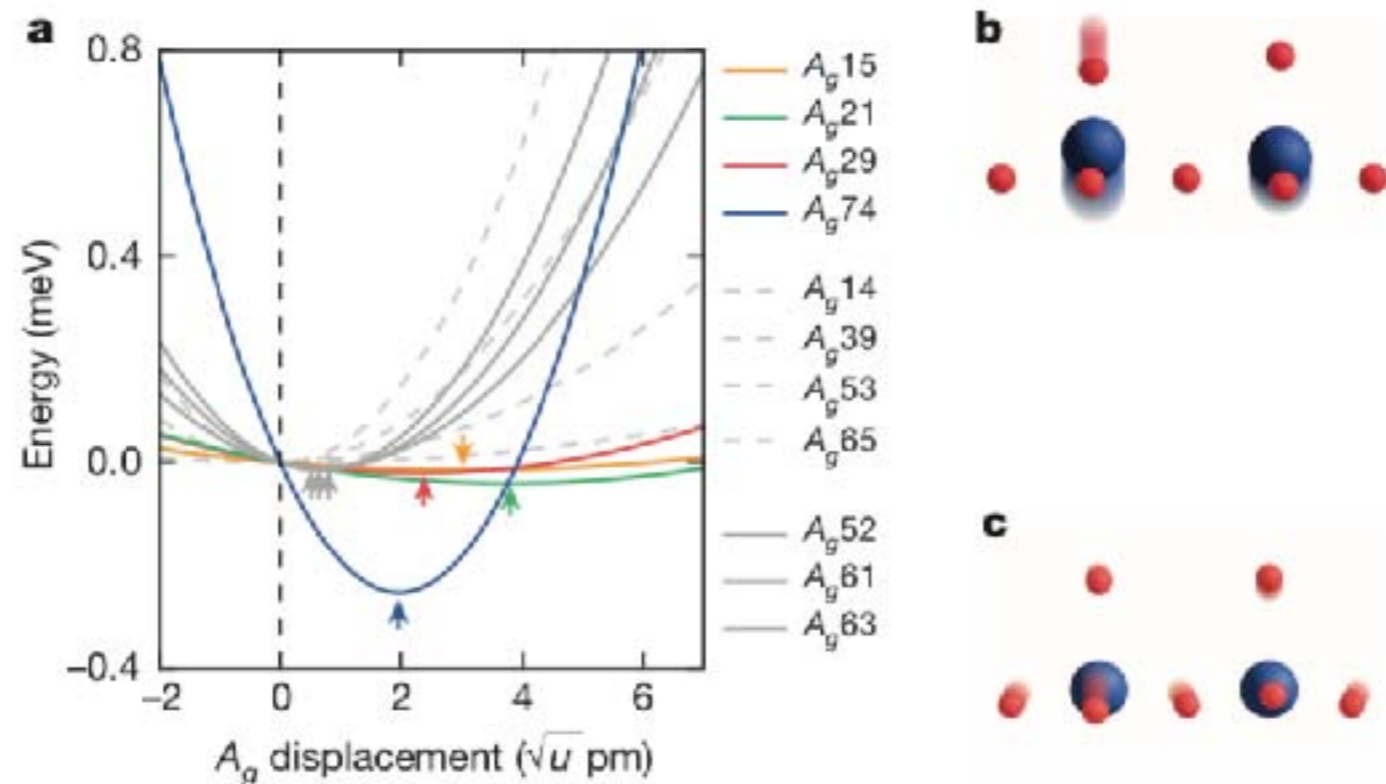 a
0.8
0.4
0.0
−0.4
Energy (meV)
−2 0 2 4 6
A_g displacement (√u pm)
A_g15
A_g21
A_g29
A_g74
A_g14
A_g39
A_g53
A_g65
A_g52
A_g61
A_g63
b
c